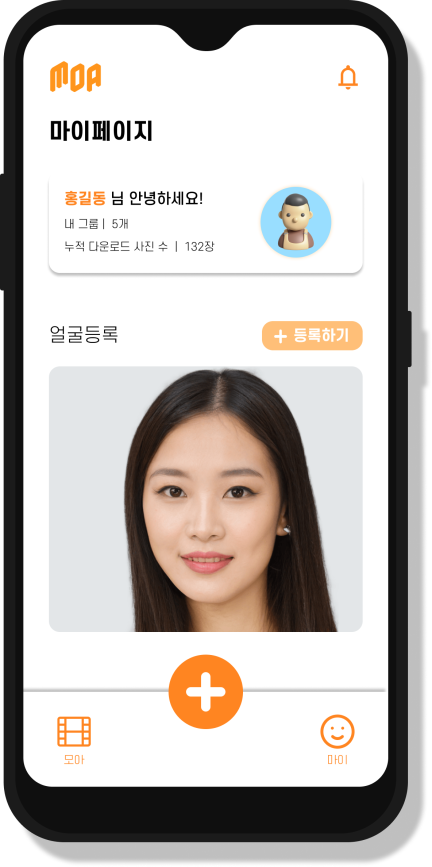 MOA
마이페이지
홍길동 님 안녕하세요!
내 그룹 | 5개
누적 다운로드 사진 수 | 132장
얼굴등록
+ 등록하기
모아
마이